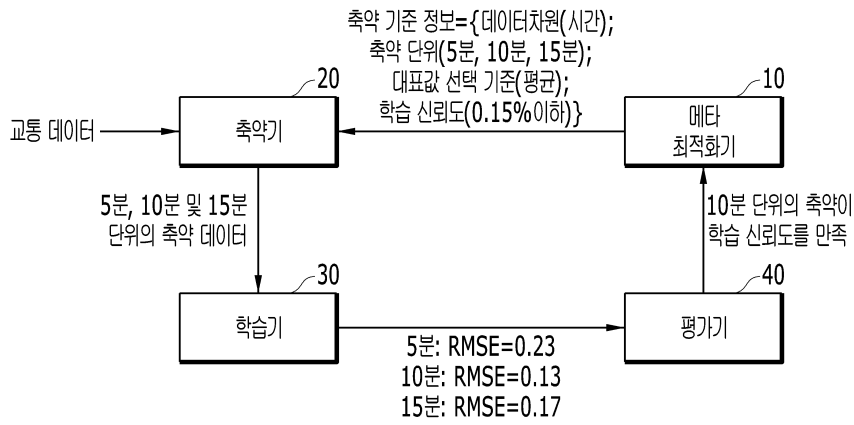 축약 기준 정보={데이터차원(시간);
축약 단위(5분, 10분, 15분);
대표값 선택 기준(평균);
학습 신뢰도(0.15%이하)}
20
10
교통 데이터
축약기
메타
최적화기
5분, 10분 및 15분
단위의 축약 데이터
10분 단위의 축약이
학습 신뢰도를 만족
30
40
학습기
평가기
5분: RMSE=0.23
10분: RMSE=0.13
15분: RMSE=0.17